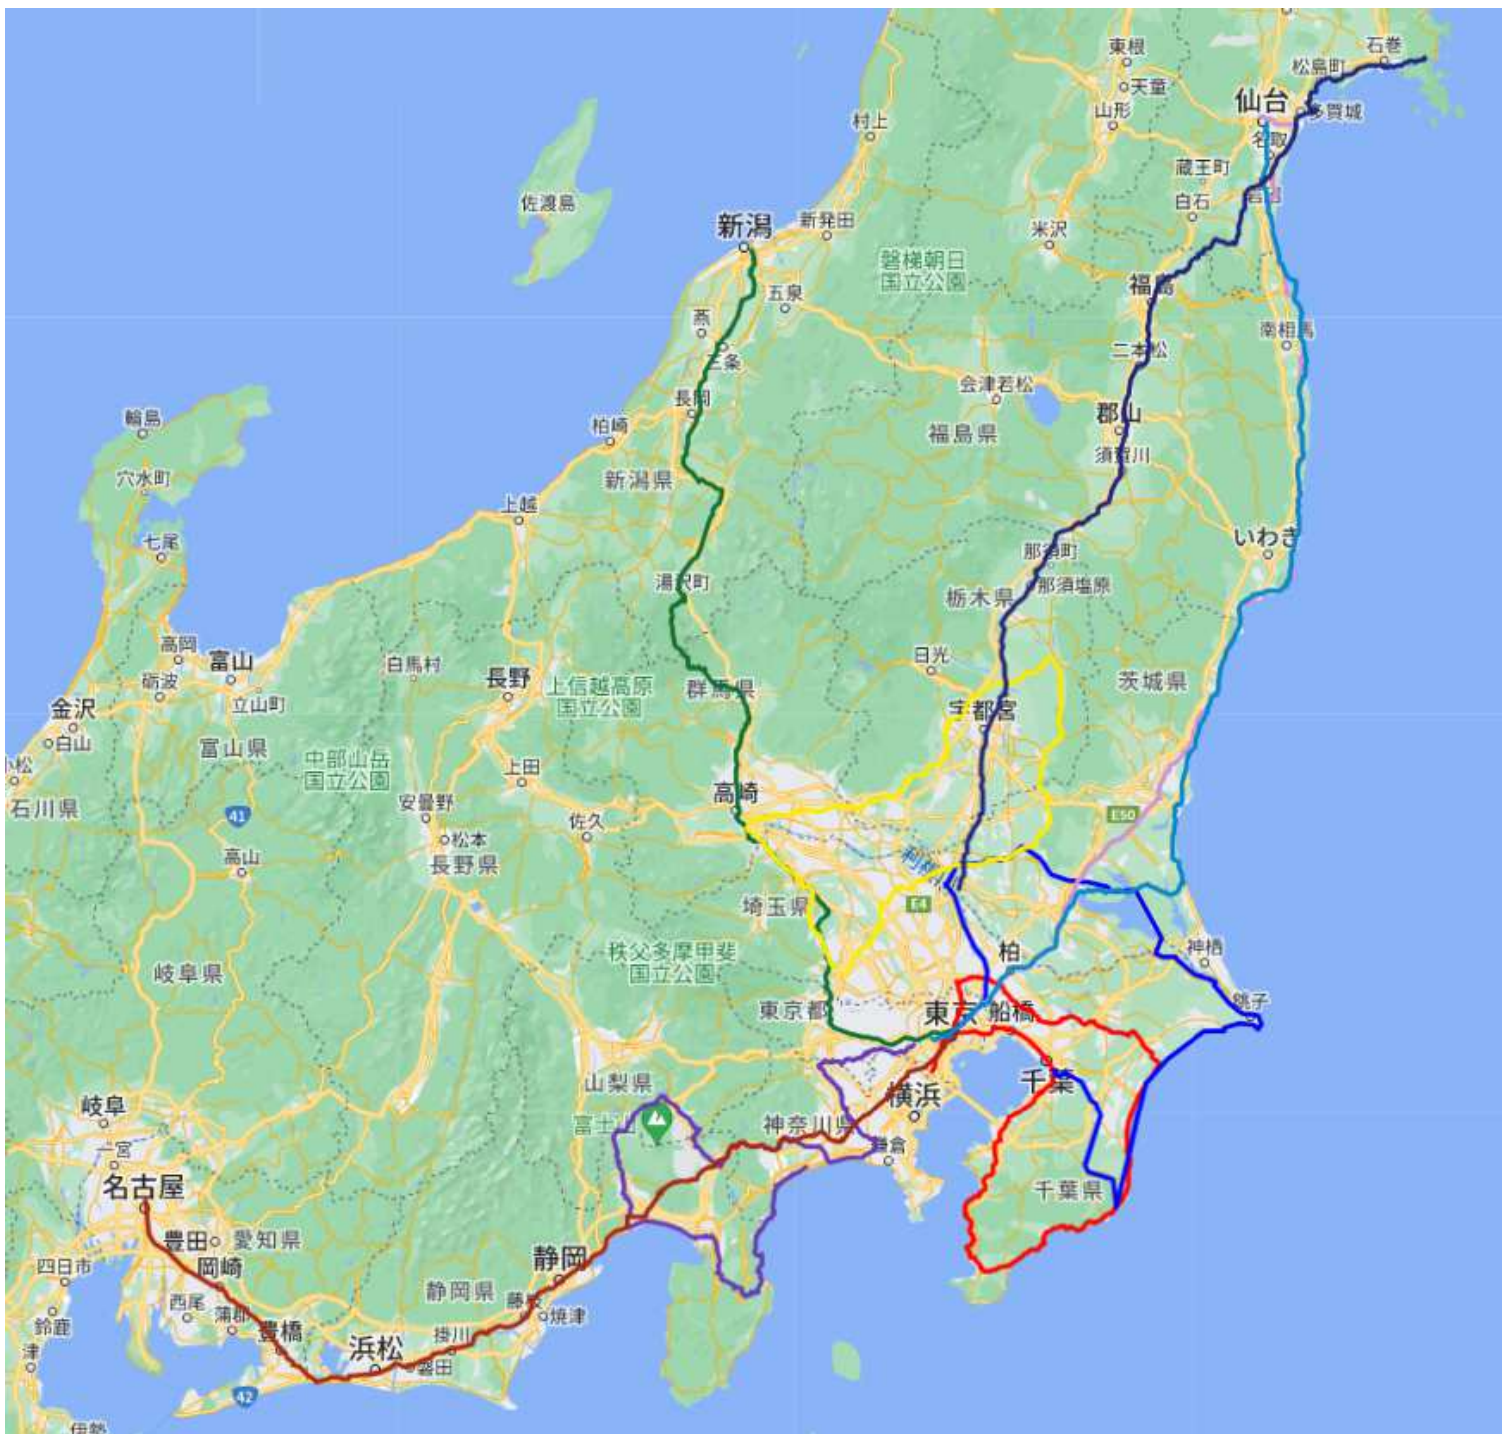 東根
石巻
松島町
天童
仙台
山形
多賀城
村上
名取
蔵王町
佐渡島
白石
新潟
新発田
米沢
磐梯朝日
国立公園
福島
五泉
燕
南相馬
二本松
三条
会津若松
長岡
輪島
柏崎
郡山
福島県
須賀川
穴水町
新潟県
上越
いわき
七尾
那須町
湯沢町
那須塩原
栃木県
高岡
富山
白馬村
日光
砺波
長野
上信越高原
国立公園
群馬県
茨城県
立山町
金沢
宇都宮
白山
富山県
中部山岳
国立公園
小松
上田
高崎
石川県
安曇野
41
佐久
E50
松本
高山
長野県
利根川
埼玉県
E4
秩父多摩甲斐
国立公園
柏
神栖
岐阜県
東京都
東京
船橋
銚子
山梨県
千葉
横浜
岐阜
富士山
神奈川県
鎌倉
一宮
名古屋
千葉県
豊田
愛知県
静岡
四日市
岡崎
静岡県
西尾
蒲郡
藤枝
焼津
鈴鹿
豊橋
掛川
浜松
磐田
津
42
伊勢